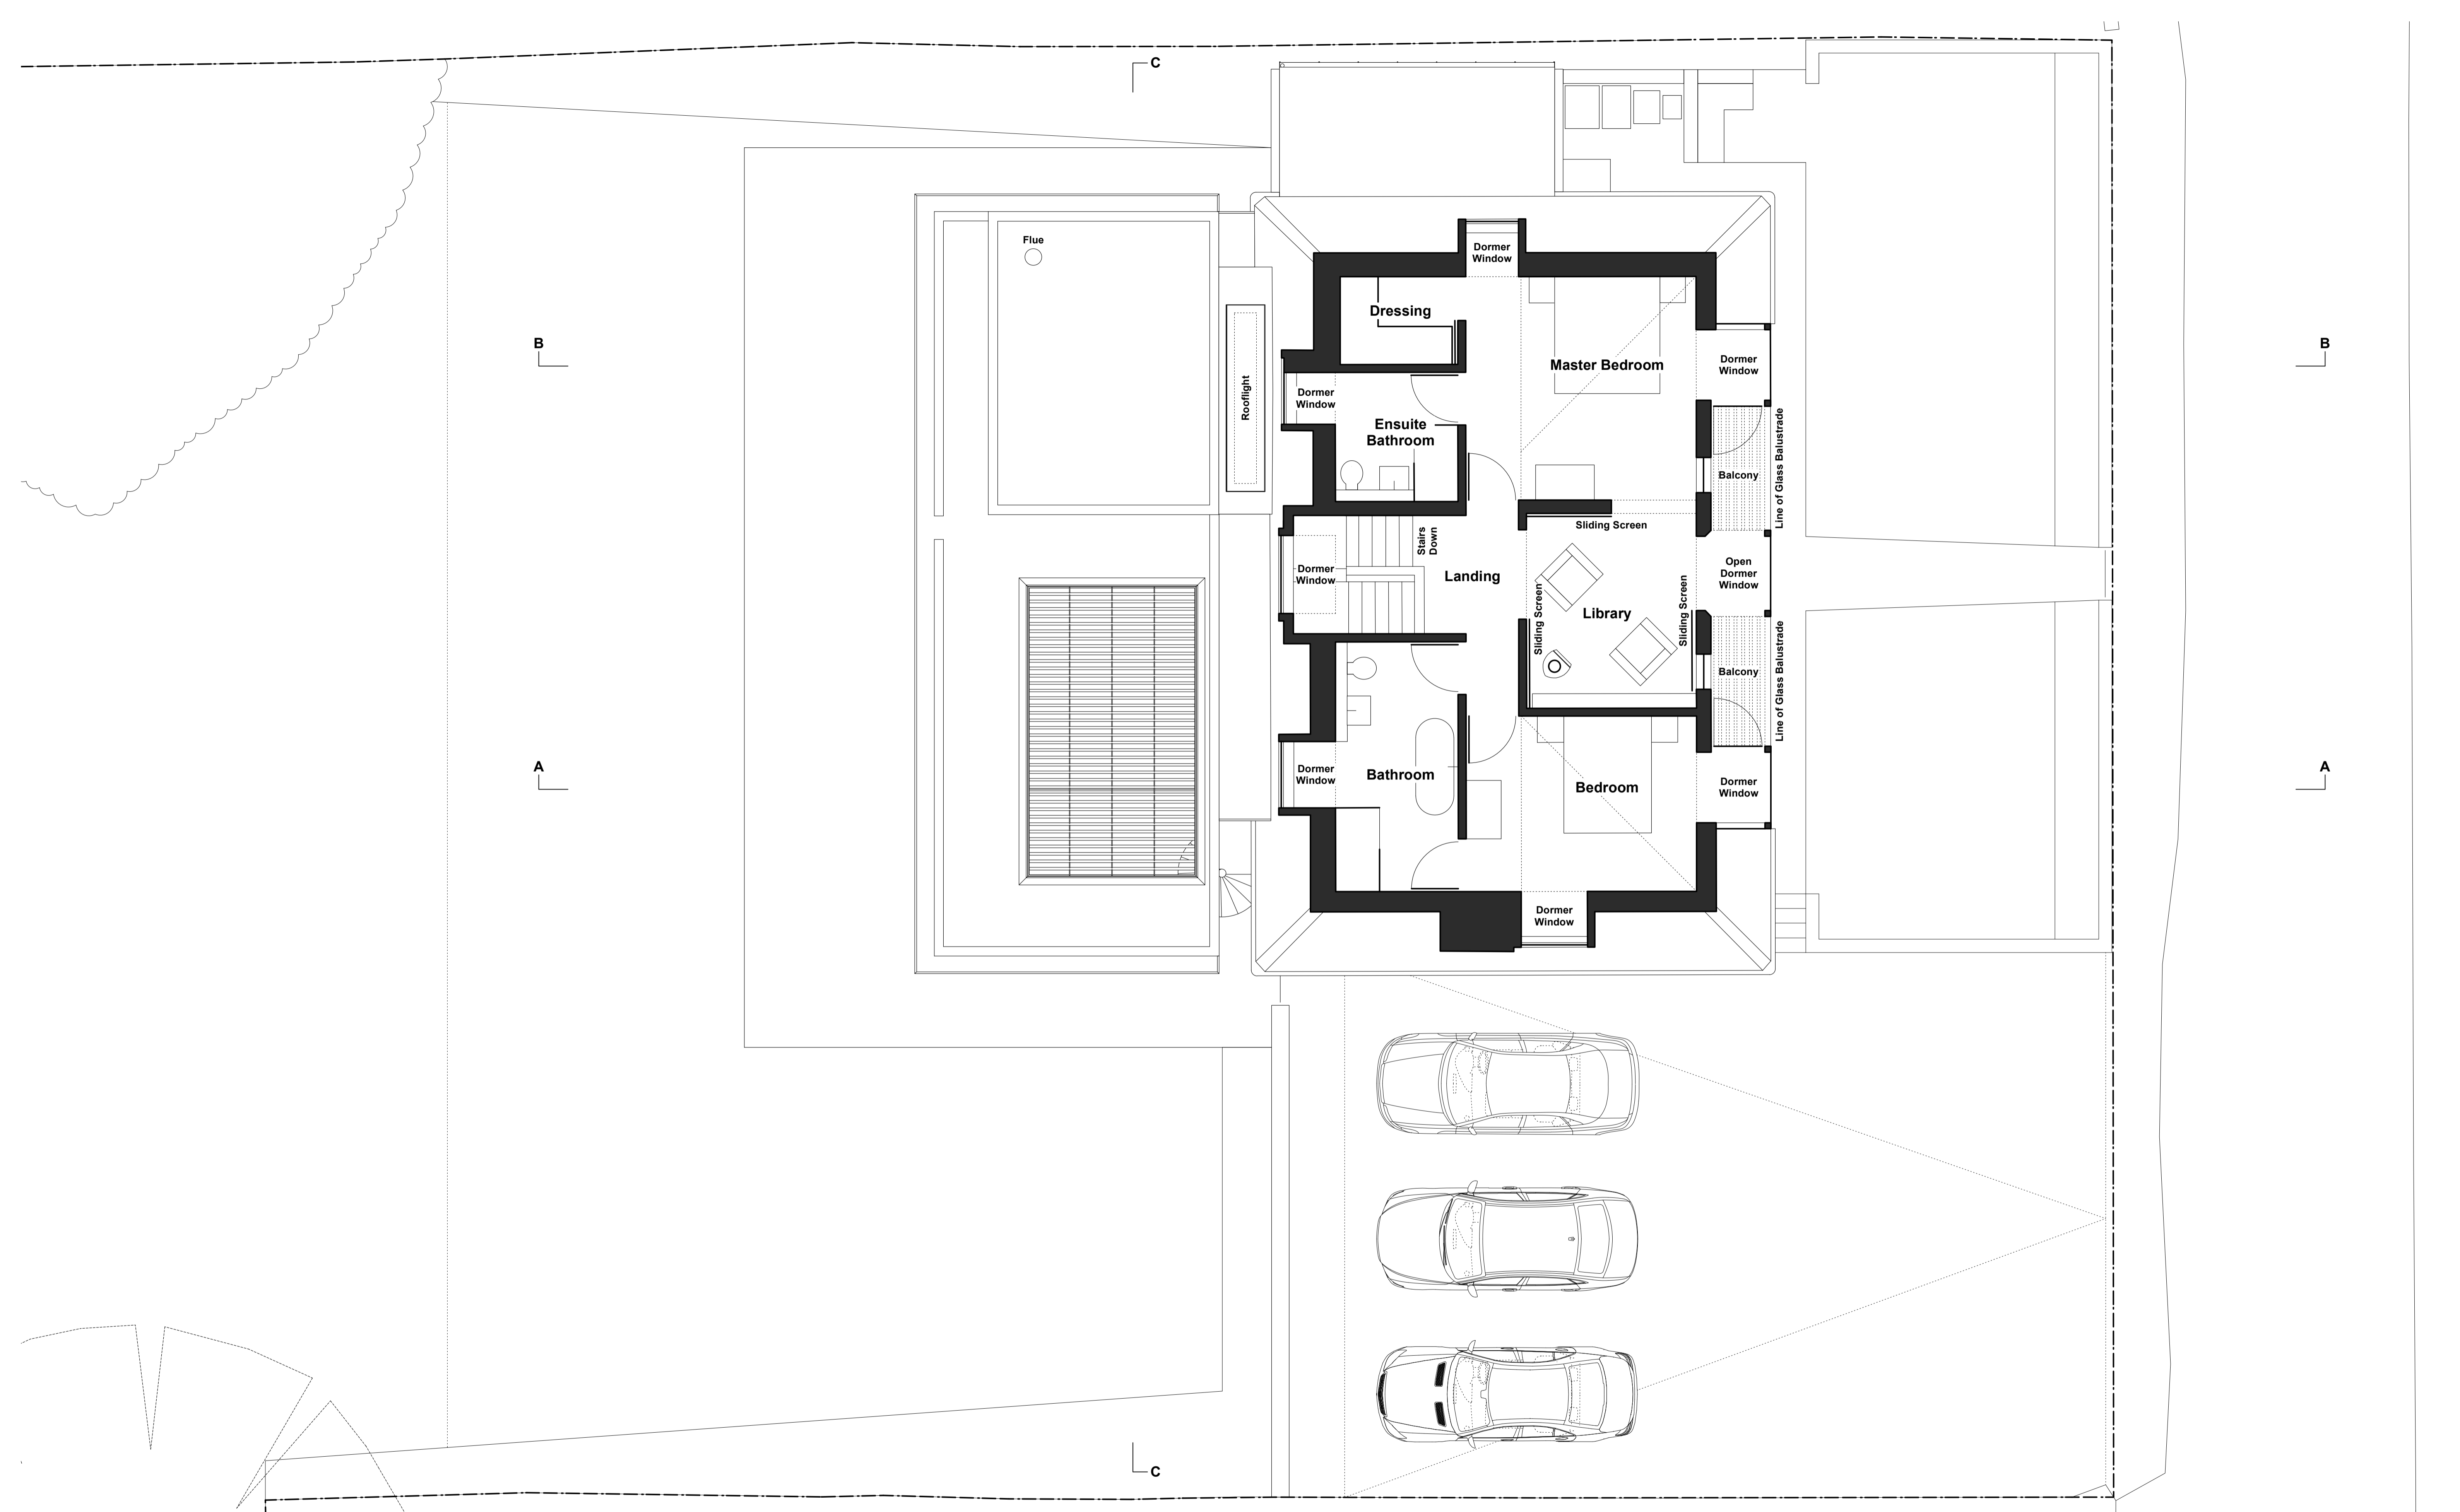 C
Flue
Dormer
Window
Dressing
B
B
Master Bedroom
Dormer
Window
Rooflight
Dormer
Window
Ensuite
Bathroom
Line of Glass Balustrade
Balcony
Sliding Screen
Stairs
Down
Dormer
Window
Landing
Open
Dormer
Window
Sliding Screen
Library
Sliding Screen
Balcony
Line of Glass Balustrade
A
A
Dormer
Window
Bathroom
Bedroom
Dormer
Window
Dormer
Window
C